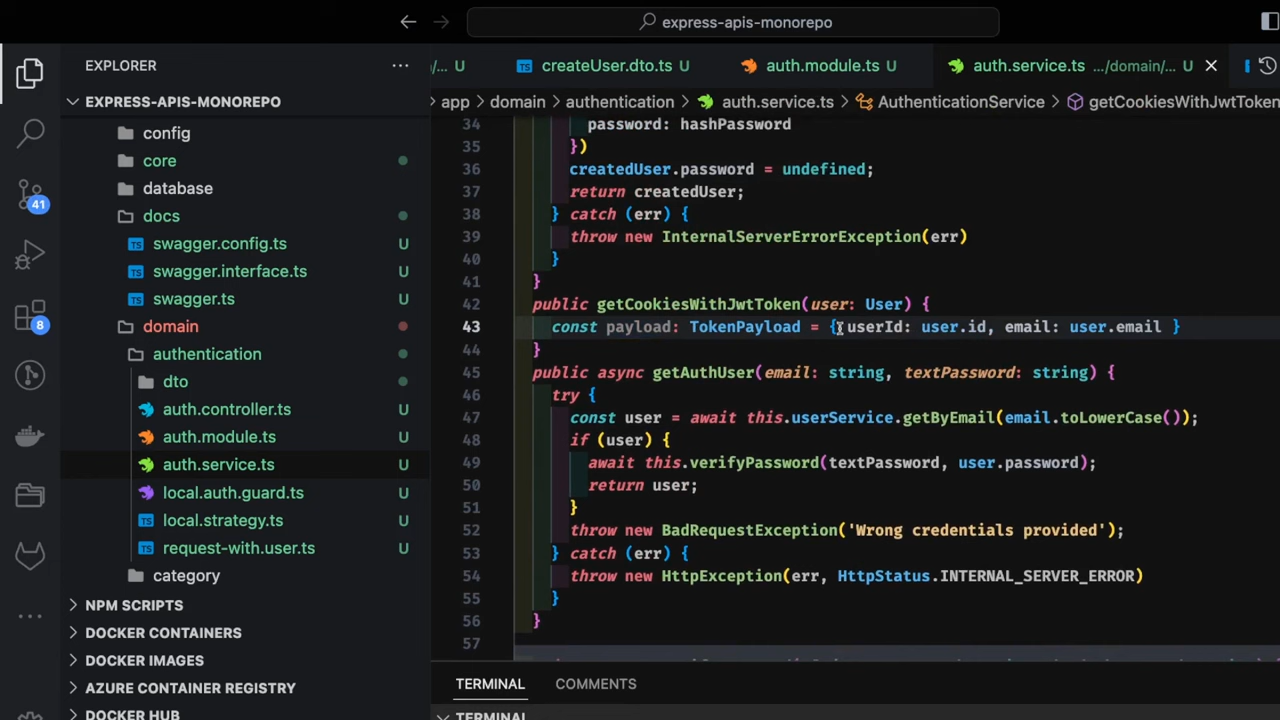 express-apis-monorepo
EXPLORER
EXPRESS-APIS-MONOREPO
config
core
database
docs
swagger.config.ts U
swagger.interface.ts U
swagger.ts U
domain
authentication
dto
auth.controller.ts U
auth.module.ts U
auth.service.ts U
local.auth.guard.ts U
local.strategy.ts U
request-with.user.ts U
category
NPM SCRIPTS
DOCKER CONTAINERS
DOCKER IMAGES
AZURE CONTAINER REGISTRY
DOCKER HUB
41
8
/... U TS createUser.dto.ts U auth.module.ts U auth.service.ts .../domain/... U
app > domain > authentication > auth.service.ts > AuthenticationService > getCookiesWithJwtToken
34 password: hashPassword
35 })
36 createdUser.password = undefined;
37 return createdUser;
38 } catch (err) {
39 throw new InternalServerErrorException(err)
40 }
41 }
42 public getCookiesWithJwtToken(user: User) {
43 const payload: TokenPayload = { userId: user.id, email: user.email }
44 }
45 public async getAuthUser(email: string, textPassword: string) {
46 try {
47 const user = await this.userService.getByEmail(email.toLowerCase());
48 if (user) {
49 await this.verifyPassword(textPassword, user.password);
50 return user;
51 }
52 throw new BadRequestException('Wrong credentials provided');
53 } catch (err) {
54 throw new HttpException(err, HttpStatus.INTERNAL_SERVER_ERROR)
55 }
56 }
57
TERMINAL COMMENTS
TERMINAL